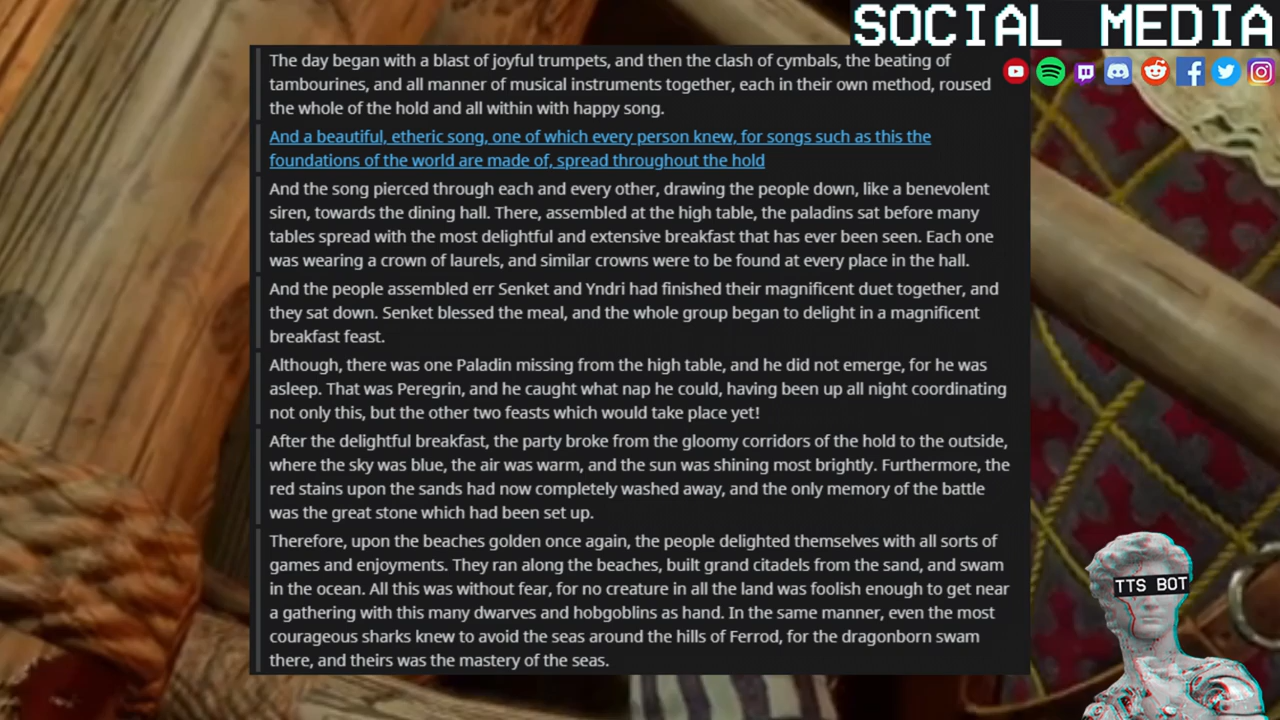 SOCIAL MEDIA
The day began with a blast of joyful trumpets, and then the clash of cymbals, the beating of
tambourines, and all manner of musical instruments together, each in their own method, roused
the whole of the hold and all within with happy song.
And a beautiful, etheric song, one of which every person knew, for songs such as this the
foundations of the world are made of, spread throughout the hold
And the song pierced through each and every other, drawing the people down, like a benevolent
siren, towards the dining hall. There, assembled at the high table, the paladins sat before many
tables spread with the most delightful and extensive breakfast that has ever been seen. Each one
was wearing a crown of laurels, and similar crowns were to be found at every place in the hall.
And the people assembled err Senket and Yndri had finished their magnificent duet together, and
they sat down. Senket blessed the meal, and the whole group began to delight in a magnificent
breakfast feast.
Although, there was one Paladin missing from the high table, and he did not emerge, for he was
asleep. That was Peregrin, and he caught what nap he could, having been up all night coordinating
not only this, but the other two feasts which would take place yet!
After the delightful breakfast, the party broke from the gloomy corridors of the hold to the outside,
where the sky was blue, the air was warm, and the sun was shining most brightly. Furthermore, the
red stains upon the sands had now completely washed away, and the only memory of the battle
was the great stone which had been set up.
Therefore, upon the beaches golden once again, the people delighted themselves with all sorts of
games and enjoyments. They ran along the beaches, built grand citadels from the sand, and swam
in the ocean. All this was without fear, for no creature in all the land was foolish enough to get near
a gathering with this many dwarves and hobgoblins as hand. In the same manner, even the most
courageous sharks knew to avoid the seas around the hills of Ferrod, for the dragonborn swam
there, and theirs was the mastery of the seas.
TTS BOT